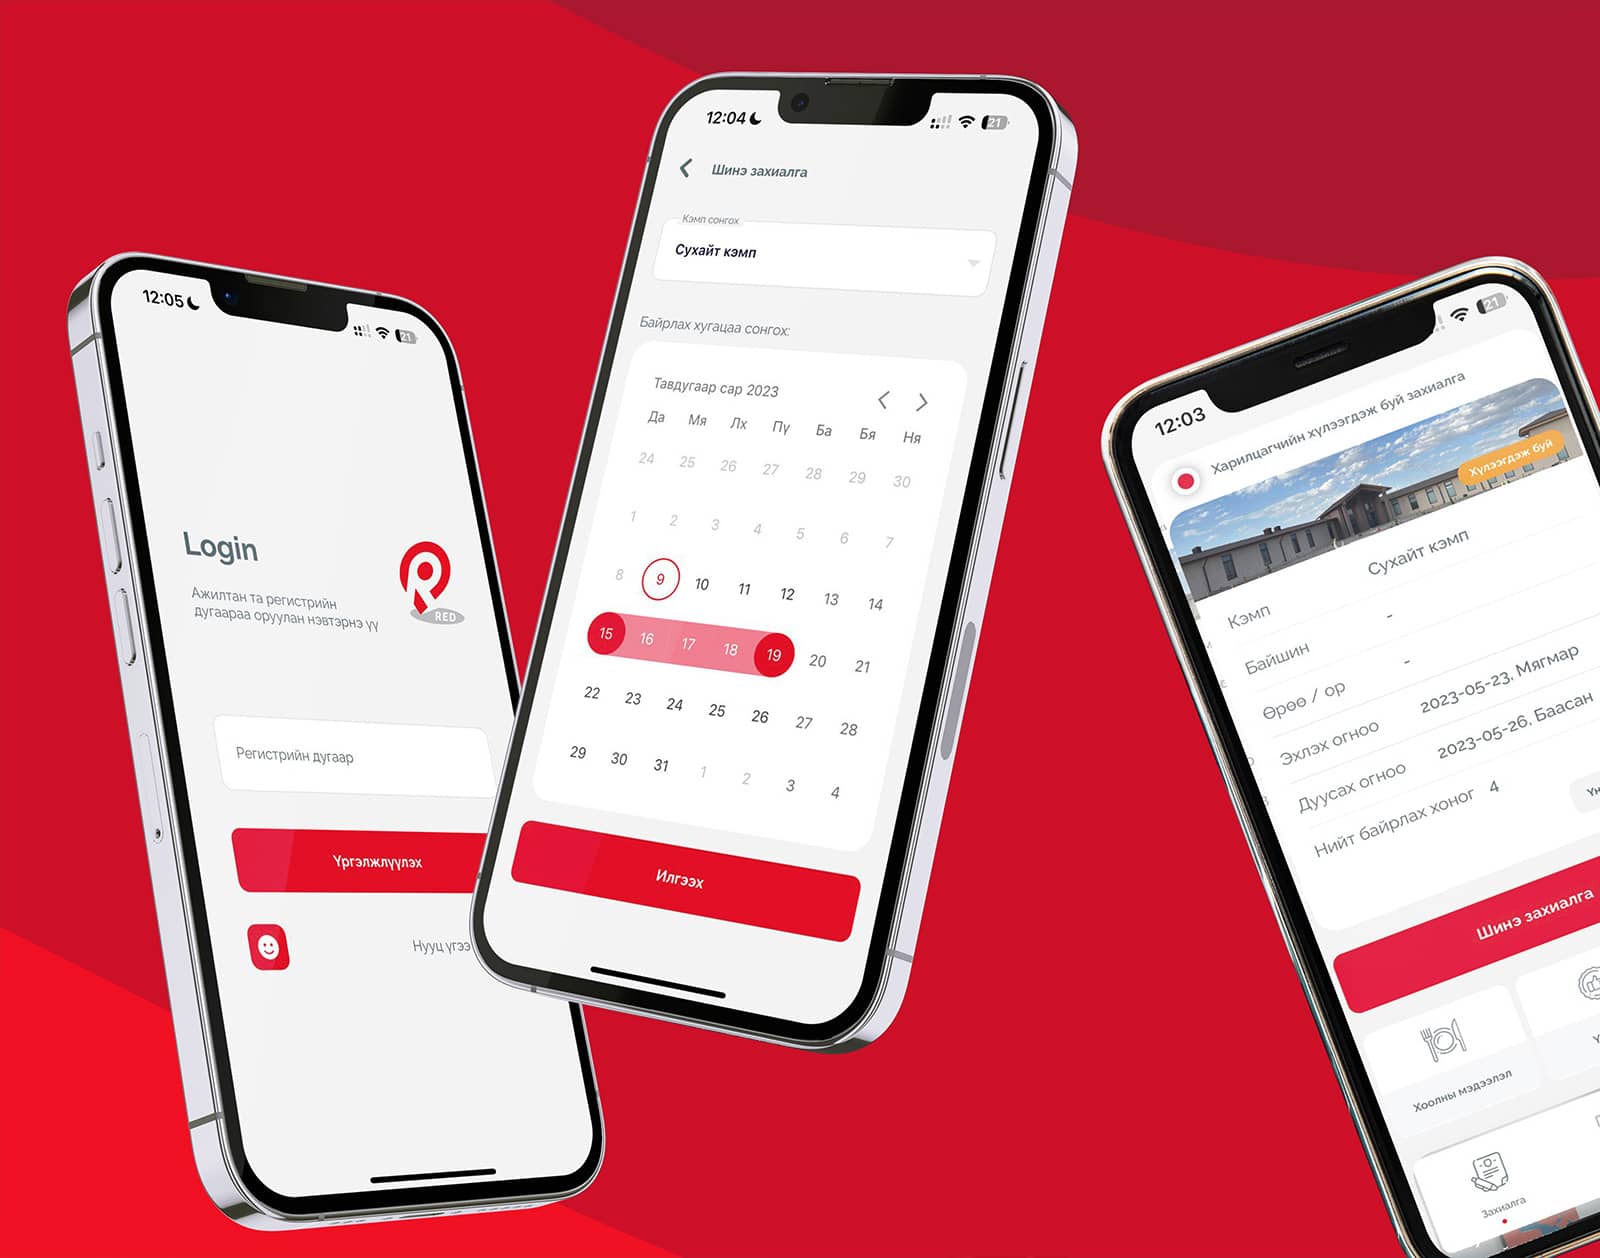 12:05
21
Login
Ажилтан та регистрийн
дугаараа оруулан нэвтэрнэ үү
RED
Регистрийн дугаар
Үргэлжлүүлэх
Нууц үгээ
12:04
21
Шинэ захиалга
Кэмп сонгох
Сухайт кэмп
Байрлах хугацаа сонгох:
Тавдугаар сар 2023
Да Мя Лх Пү Ба Бя Ня
24 25 26 27 28 29 30
1 2 3 4 5 6 7
8 9 10 11 12 13 14
15 16 17 18 19 20 21
22 23 24 25 26 27 28
29 30 31 1 2 3 4
Илгээх
12:03
21
Харилцагчийн хүлээгдэж буй захиалга
Хүлээгдэж буй
Сухайт кэмп
Кэмп -
Байшин -
Өрөө / ор
Эхлэх огноо 2023-05-23, Мягмар
Дуусах огноо 2023-05-26, Баасан
Нийт байрлах хоног 4
Шинэ захиалга
Хоолны мэдээлэл
Захиалга